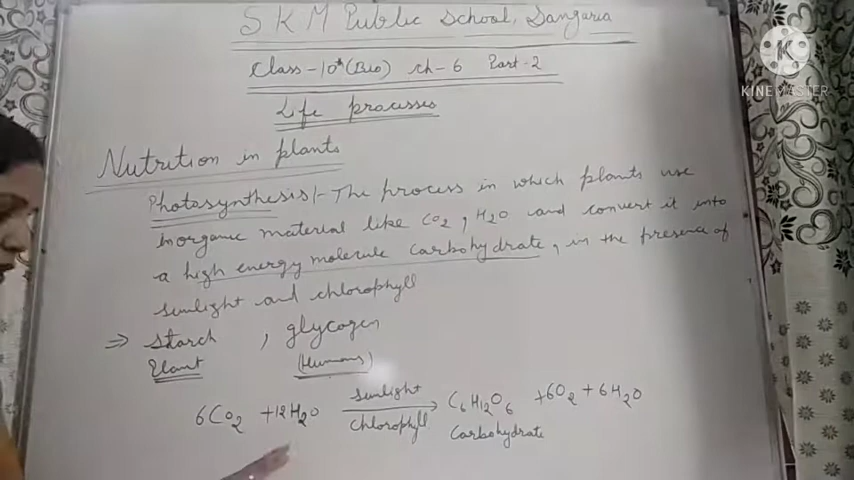 SKM Public School, Sangaria
KINEMASTER
Class-10th (Bio) ch-6 Part-2
Life processes
Nutrition in plants
Photosynthesis:- The process in which plants use
inorganic material like CO2, H2O and convert it into
a high energy molecule carbohydrate, in the presence of
sunlight and chlorophyll
⇒ starch , glycogen
Plant (Humans)
6CO2 + 12H2O sunlight → chlorophyll C6H12O6 + 6O2 + 6H2O
Carbohydrate